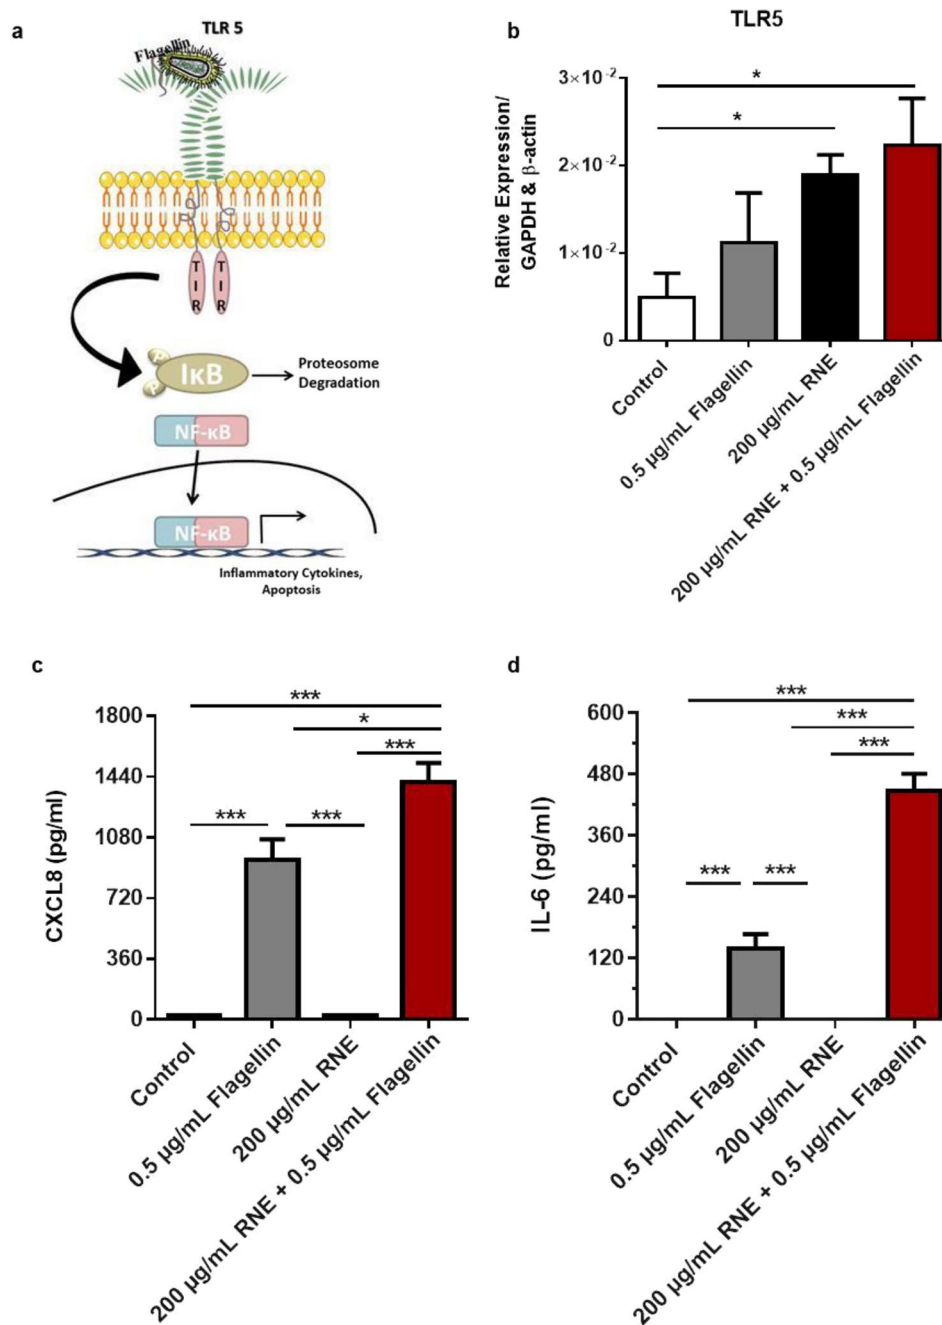 a
TLR 5
Flagellin
T
I
R
T
I
R
P
P
IκB
Proteosome
Degradation
NF-κB
NF-κB
Inflammatory Cytokines,
Apoptosis
b
TLR5
Relative Expression/
GAPDH & β-actin
3×10-2
2×10-2
1×10-2
0
*
*
Control
0.5 μg/mL Flagellin
200 μg/mL RNE
200 μg/mL RNE + 0.5 μg/mL Flagellin
c
CXCL8 (pg/ml)
1800
1440
1080
720
360
0
***
*
***
***
***
Control
0.5 μg/mL Flagellin
200 μg/mL RNE
200 μg/mL RNE + 0.5 μg/mL Flagellin
d
IL-6 (pg/ml)
600
480
360
240
120
0
***
***
***
***
***
Control
0.5 μg/mL Flagellin
200 μg/mL RNE
200 μg/mL RNE + 0.5 μg/mL Flagellin